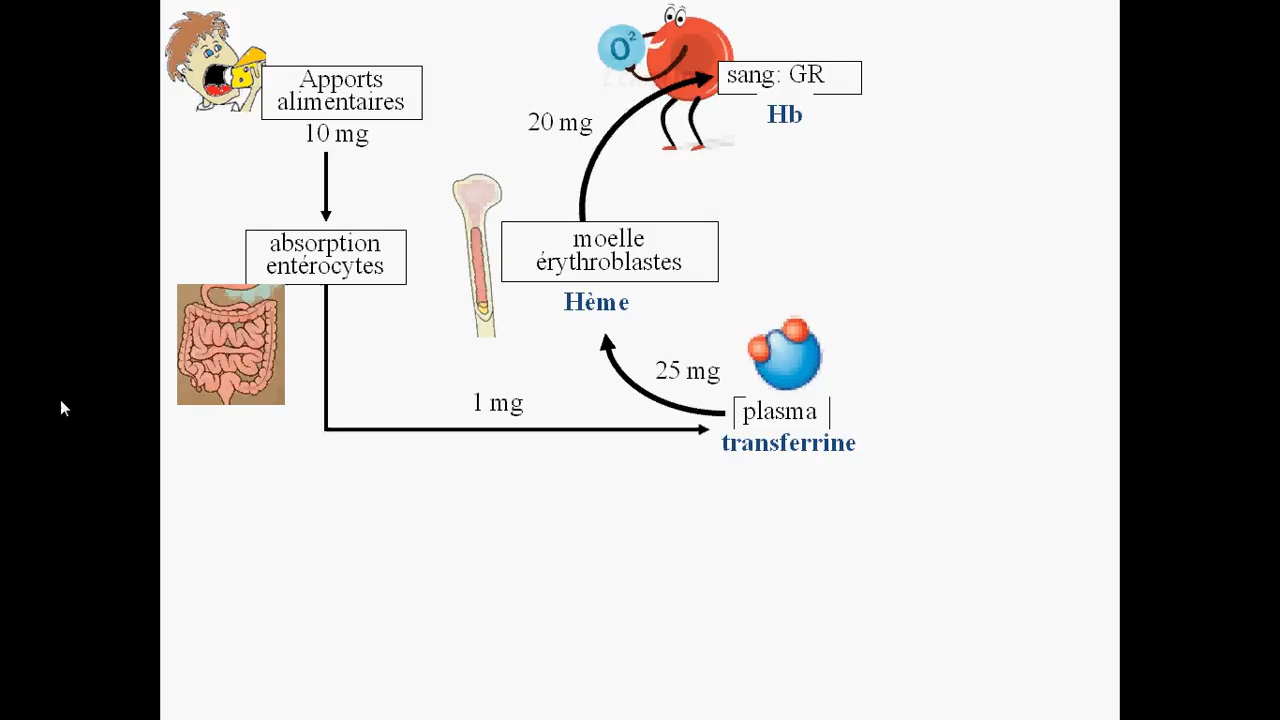 Apports
alimentaires
10 mg
absorption
entérocytes
1 mg
plasma
transferrine
25 mg
moelle
érythroblastes
Hème
20 mg
O²
sang: GR
Hb